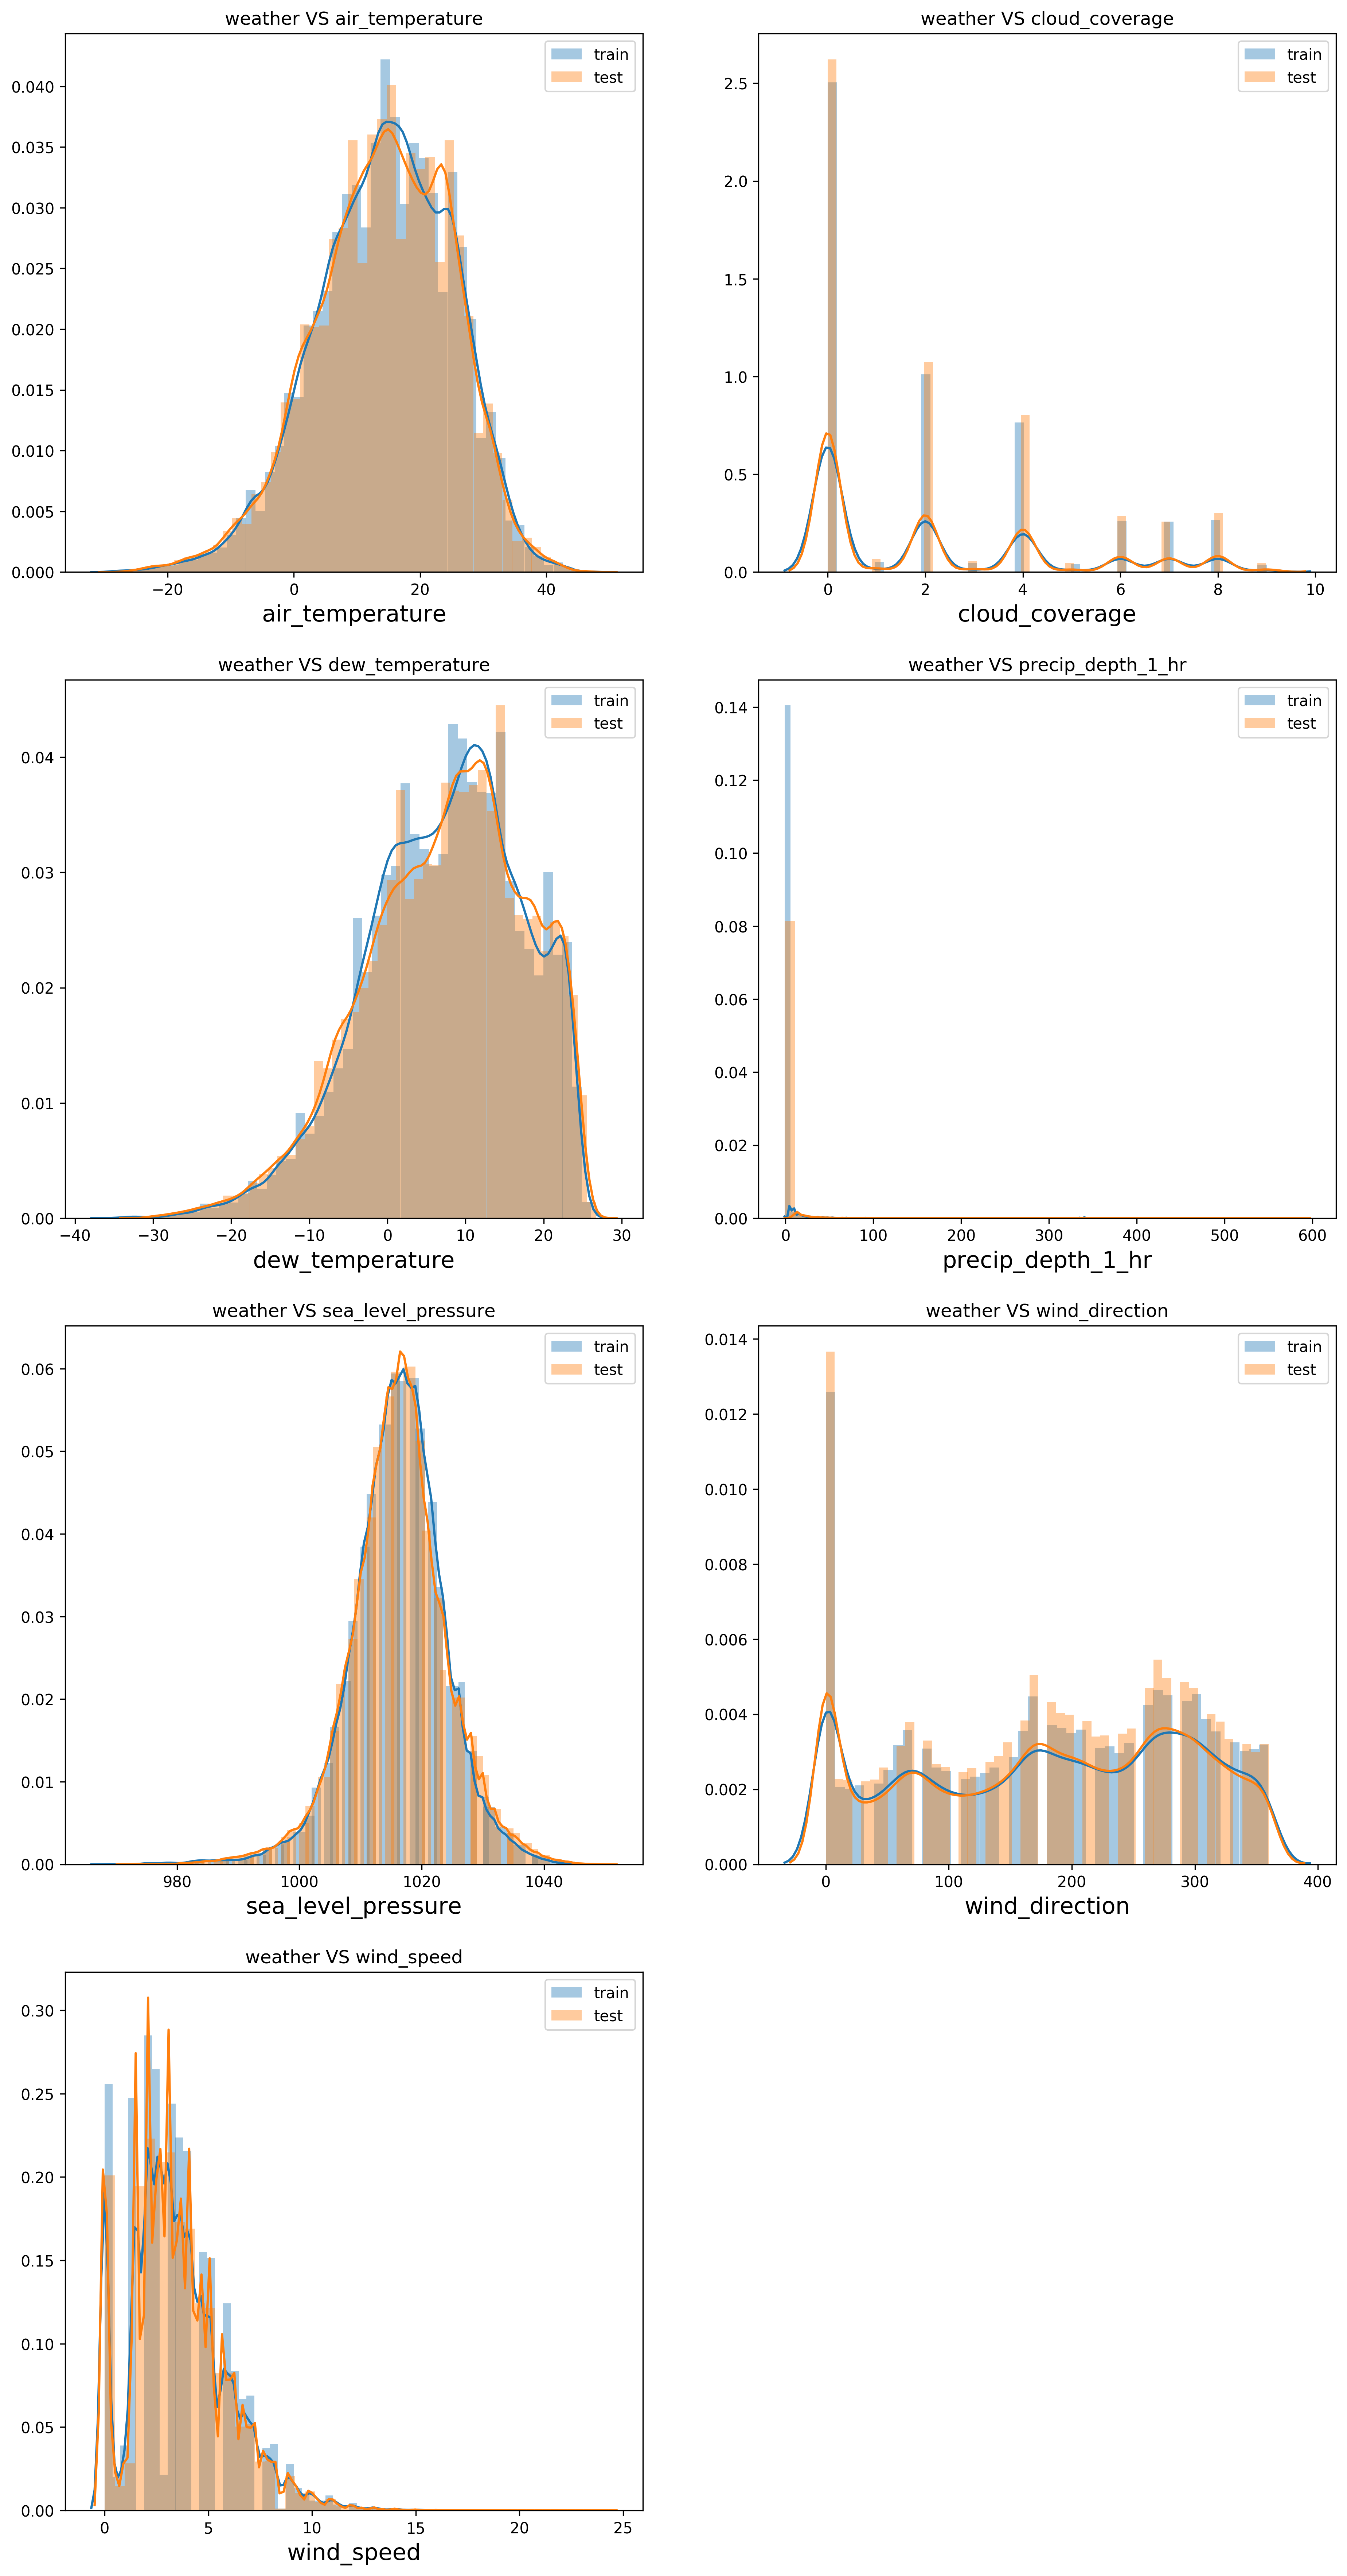 weather VS air_temperature
train
test
0.040
0.035
0.030
0.025
0.020
0.015
0.010
0.005
0.000
−20 0 20 40
air_temperature
weather VS cloud_coverage
train
test
2.5
2.0
1.5
1.0
0.5
0.0
0 2 4 6 8 10
cloud_coverage
weather VS dew_temperature
train
test
0.04
0.03
0.02
0.01
0.00
−40 −30 −20 −10 0 10 20 30
dew_temperature
weather VS precip_depth_1_hr
train
test
0.14
0.12
0.10
0.08
0.06
0.04
0.02
0.00
0 100 200 300 400 500 600
precip_depth_1_hr
weather VS sea_level_pressure
train
test
0.06
0.05
0.04
0.03
0.02
0.01
0.00
980 1000 1020 1040
sea_level_pressure
weather VS wind_direction
train
test
0.014
0.012
0.010
0.008
0.006
0.004
0.002
0.000
0 100 200 300 400
wind_direction
weather VS wind_speed
train
test
0.30
0.25
0.20
0.15
0.10
0.05
0.00
0 5 10 15 20 25
wind_speed